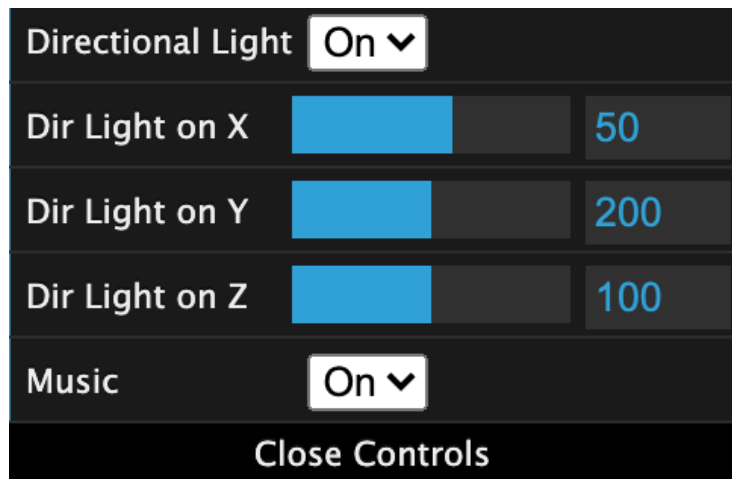 Directional Light On
Dir Light on X 50
Dir Light on Y 200
Dir Light on Z 100
Music On
Close Controls